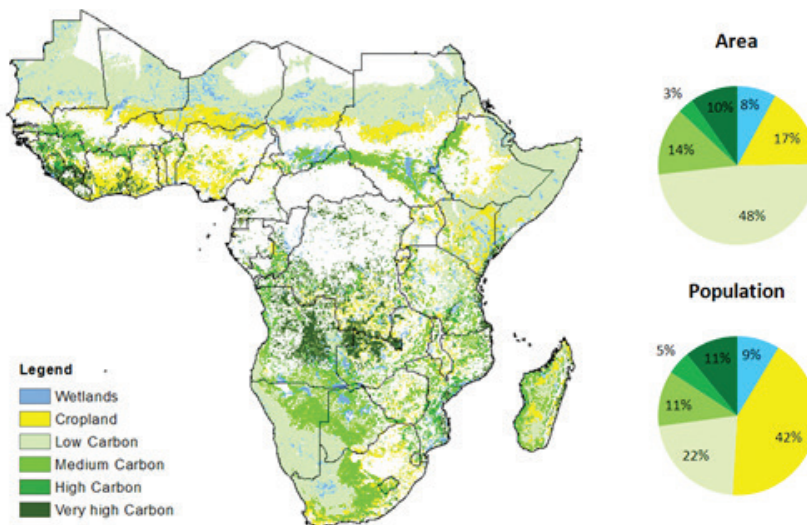 Area
3%
10%
8%
14%
17%
48%
Population
5%
11%
9%
11%
42%
22%
Legend
Wetlands
Cropland
Low Carbon
Medium Carbon
High Carbon
Very high Carbon